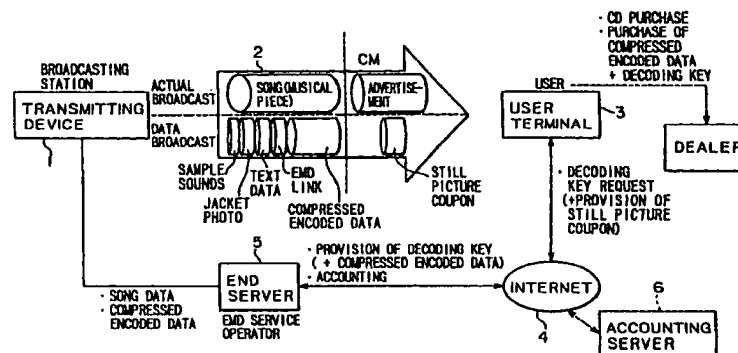 BROADCASTING
STATION
TRANSMITTING
DEVICE
1
ACTUAL
BROADCAST
DATA
BROADCAST
2
SONG(MUSICAL
PIECE)
CM
ADVERTISE-
MENT
SAMPLE
SOUNDS
JACKET
PHOTO
TEXT
DATA
EMD
LINK
COMPRESSED
ENCODED DATA
STILL
PICTURE
COUPON
USER
USER
TERMINAL
3
· CD PURCHASE
· PURCHASE OF
COMPRESSED
ENCODED DATA
+ DECODING KEY
DEALER
· DECODING
KEY REQUEST
(+PROVISION OF
STILL PICTURE
COUPON)
5
END
SERVER
EMD SERVICE
OPERATOR
· SONG DATA
· COMPRESSED
ENCODED DATA
· PROVISION OF DECODING KEY
( + COMPRESSED ENCODED DATA)
· ACCOUNTING
INTERNET
4
6
ACCOUNTING
SERVER